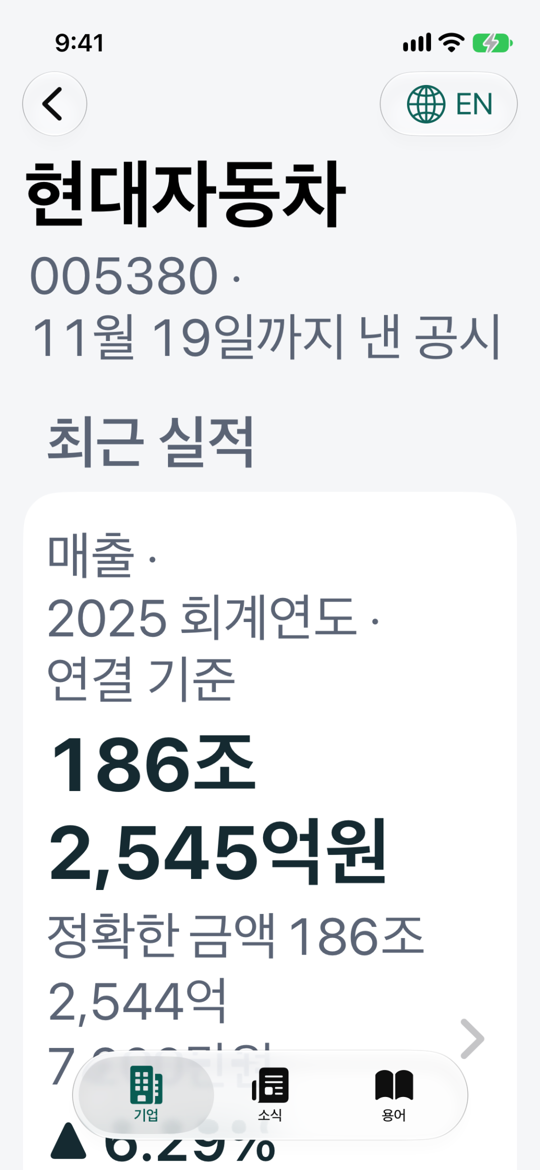 9:41
EN
현대자동차
005380 ·
11월 19일까지 낸 공시
최근 실적
매출 ·
2025 회계연도 ·
연결 기준
186조
2,545억원
정확한 금액 186조
2,544억
▲ 6.29%
기업
소식
용어